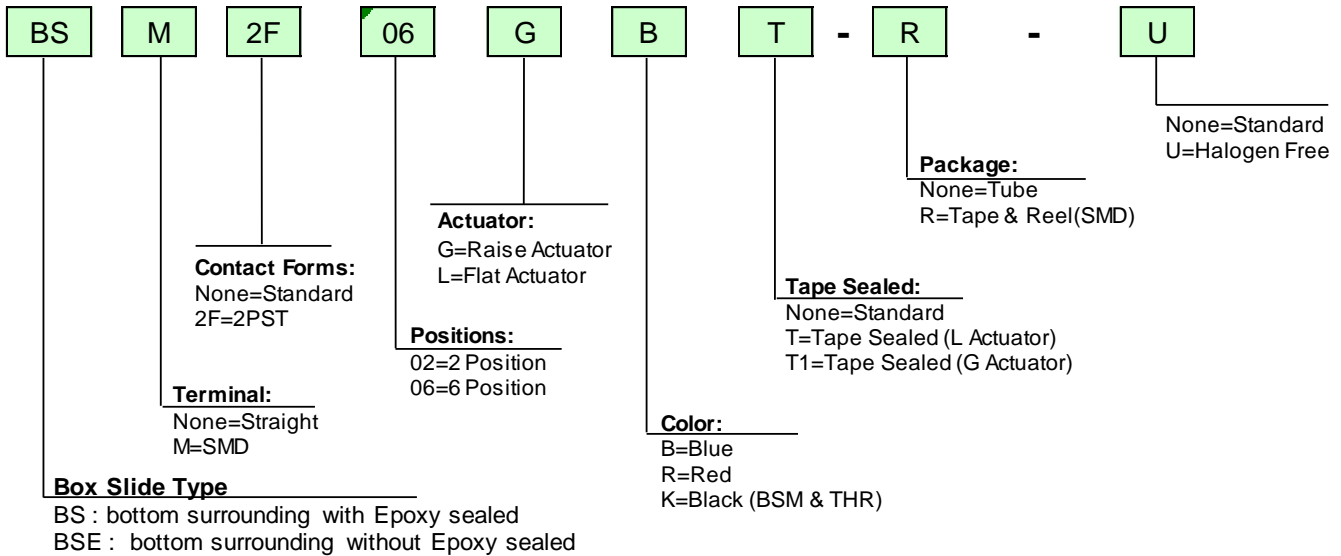 BS M 2F 06 G B T - R - U
None=Standard
U=Halogen Free
Package:
None=Tube
R=Tape & Reel(SMD)
Actuator:
G=Raise Actuator
L=Flat Actuator
Contact Forms:
None=Standard
2F=2PST
Tape Sealed:
None=Standard
T=Tape Sealed (L Actuator)
T1=Tape Sealed (G Actuator)
Positions:
02=2 Position
06=6 Position
Terminal:
None=Straight
M=SMD
Color:
B=Blue
R=Red
K=Black (BSM & THR)
Box Slide Type
BS : bottom surrounding with Epoxy sealed
BSE : bottom surrounding without Epoxy sealed